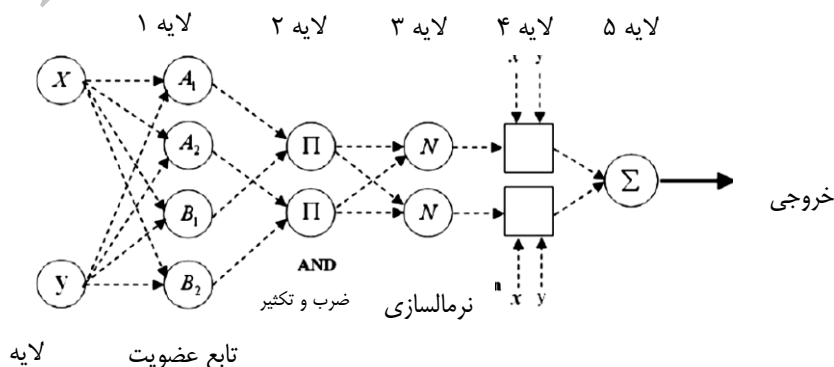 لایه ۱ لایه ۲ لایه ۳ لایه ۴ لایه ۵
x y
X A₁
A₂ Π N
B₁ Π N Σ
خروجی
y B₂
AND
ضرب و تکثیر
نرمالسازی
x y
لایه
تابع عضویت